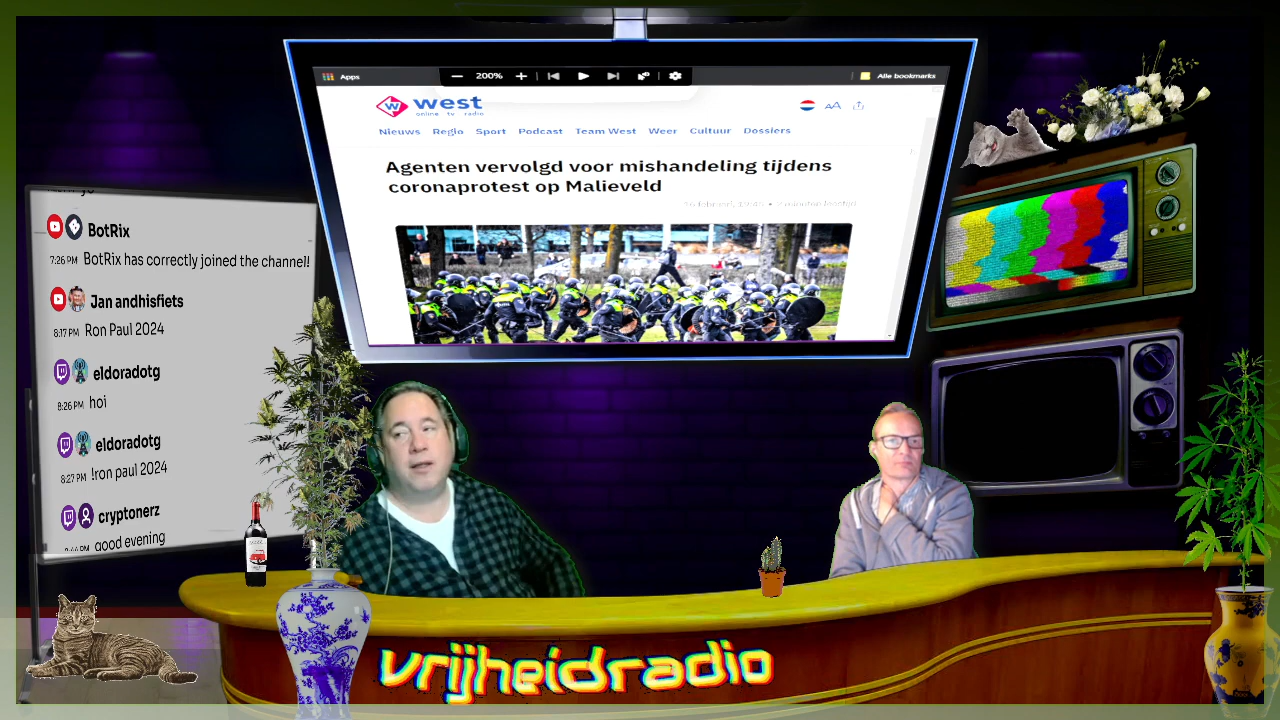 Apps
200%
Alle bookmarks
west
online tv radio
Nieuws Regio Sport Podcast Team West Weer Cultuur Dossiers
Agenten vervolgd voor mishandeling tijdens
coronaprotest op Malieveld
BotRix
7:26 PM BotRix has correctly joined the channel!
Jan andhisfiets
8:17 PM Ron Paul 2024
eldoradotg
8:26 PM hoi
eldoradotg
8:27 PM !ron paul 2024
cryptonerz
good evening
vrijheidradio